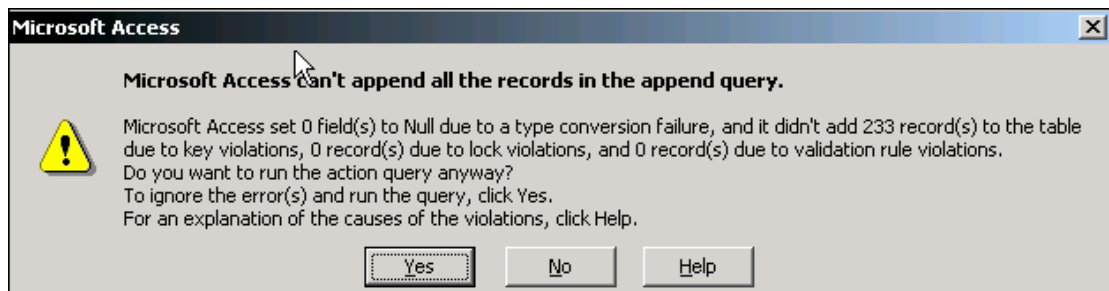 Microsoft Access
Microsoft Access can't append all the records in the append query.
Microsoft Access set 0 field(s) to Null due to a type conversion failure, and it didn't add 233 record(s) to the table
due to key violations, 0 record(s) due to lock violations, and 0 record(s) due to validation rule violations.
Do you want to run the action query anyway?
To ignore the error(s) and run the query, click Yes.
For an explanation of the causes of the violations, click Help.
Yes No Help